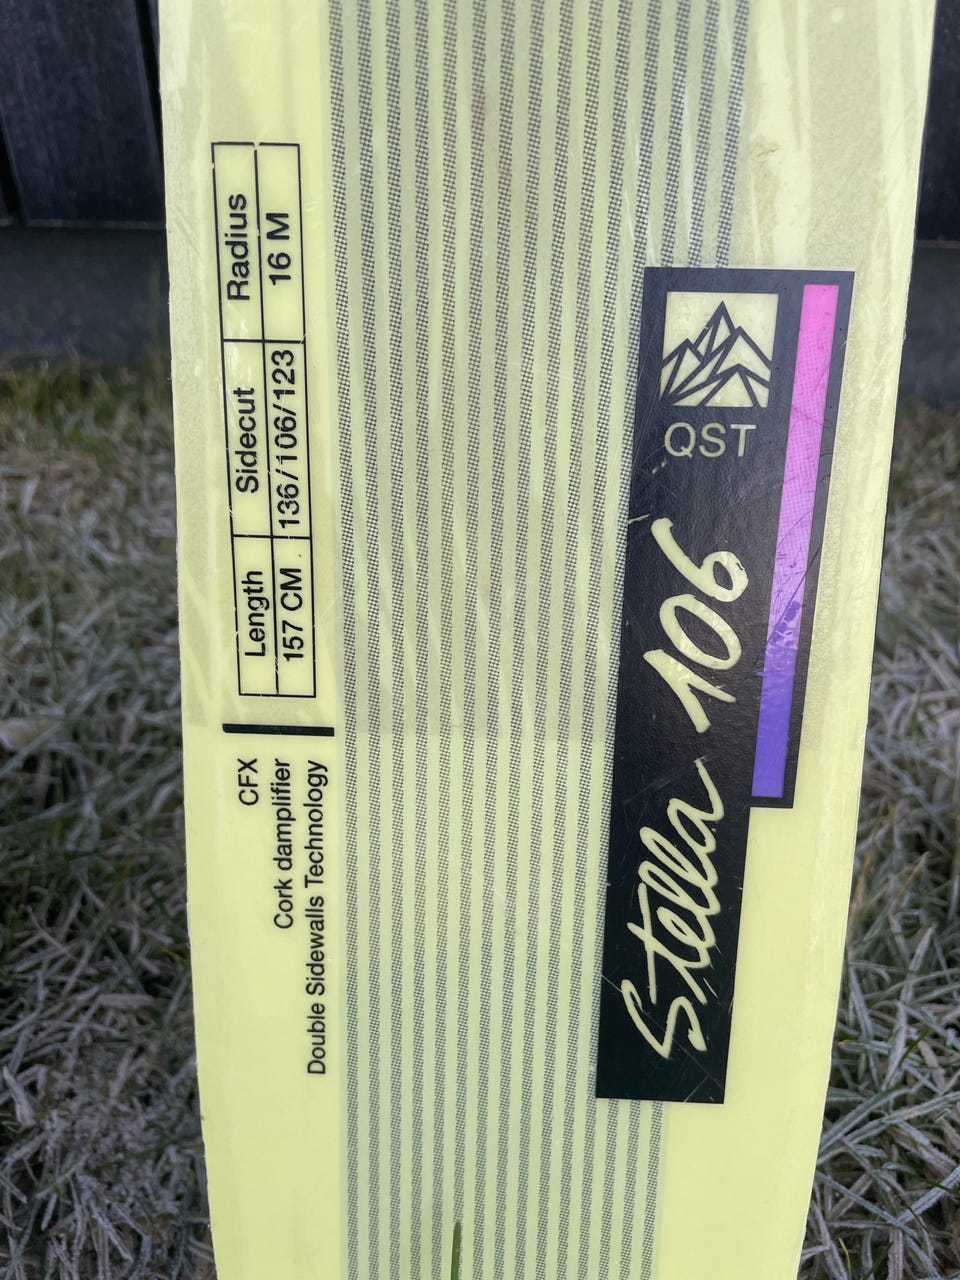 Length Sidecut Radius
157 CM 136/106/123 16 M
CFX
Cork damplifier
Double Sidewalls Technology
QST
Stella 106